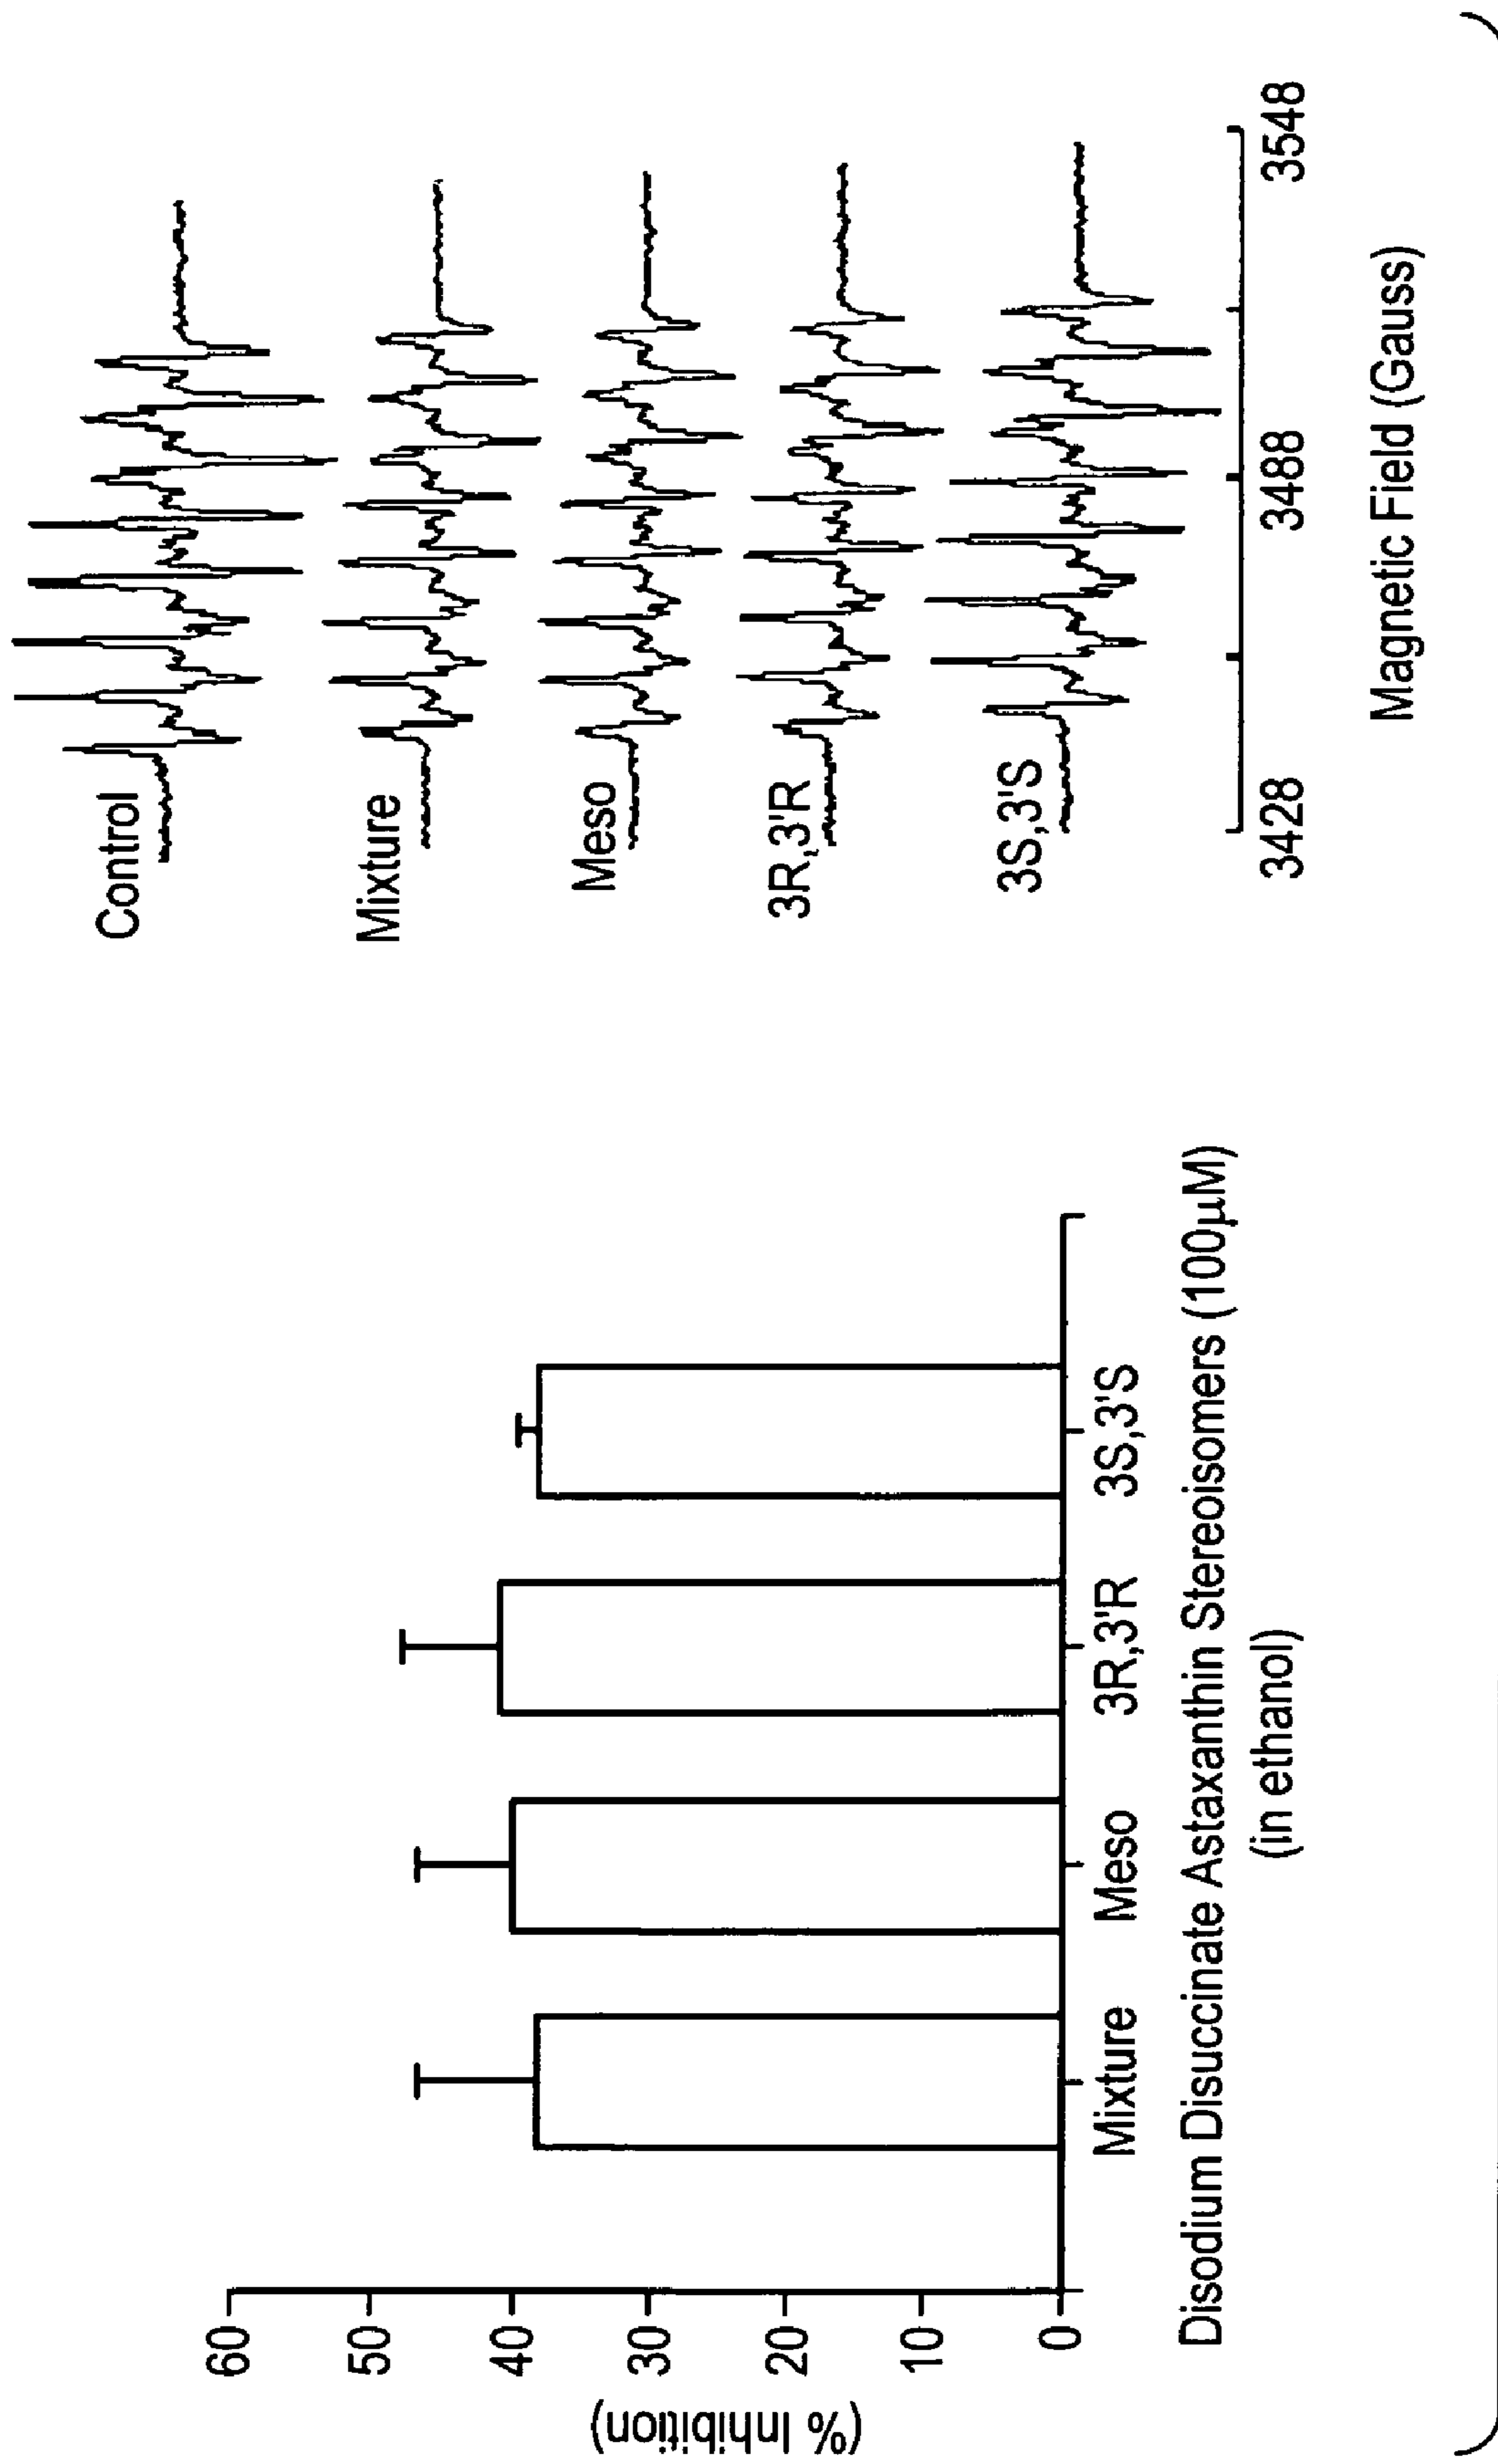 (% Inhibition)
60
50
40
30
20
10
0
Mixture Meso 3R,3'R 3S,3'S
Disodium Disuccinate Astaxanthin Stereoisomers (100µM)
(in ethanol)
Control
Mixture
Meso
3R,3'R
3S,3'S
3428 3488 3548
Magnetic Field (Gauss)